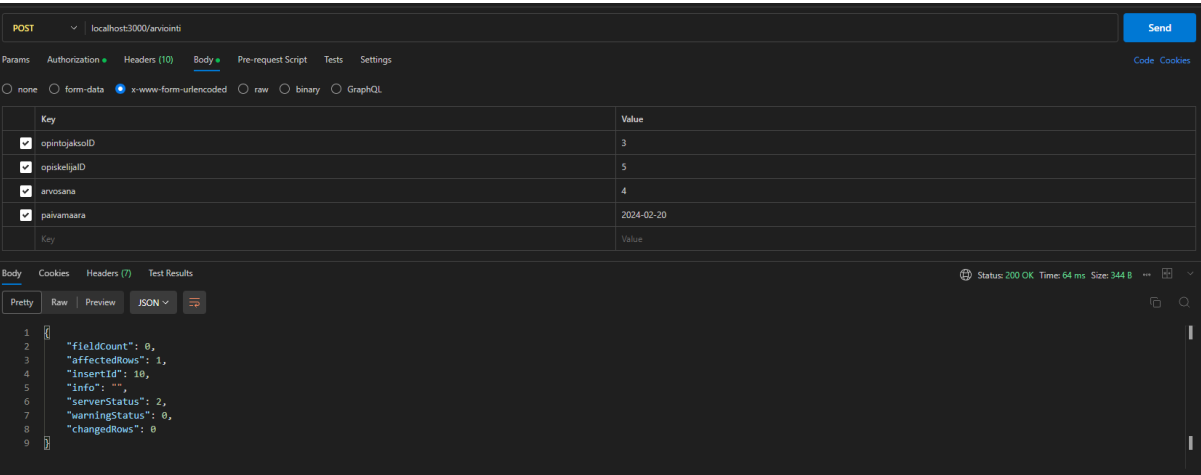 POST localhost:3000/arviointi Send
Params Authorization Headers (10) Body Pre-request Script Tests Settings Code Cookies
none form-data x-www-form-urlencoded raw binary GraphQL
Key Value
opintojaksoID 3
opiskelijaID 5
arvosana 4
paivamaara 2024-02-20
Key Value
Body Cookies Headers (7) Test Results Status: 200 OK Time: 64 ms Size: 344 B
Pretty Raw Preview JSON
1 {
2 "fieldCount": 0,
3 "affectedRows": 1,
4 "insertId": 10,
5 "info": "",
6 "serverStatus": 2,
7 "warningStatus": 0,
8 "changedRows": 0
9 }